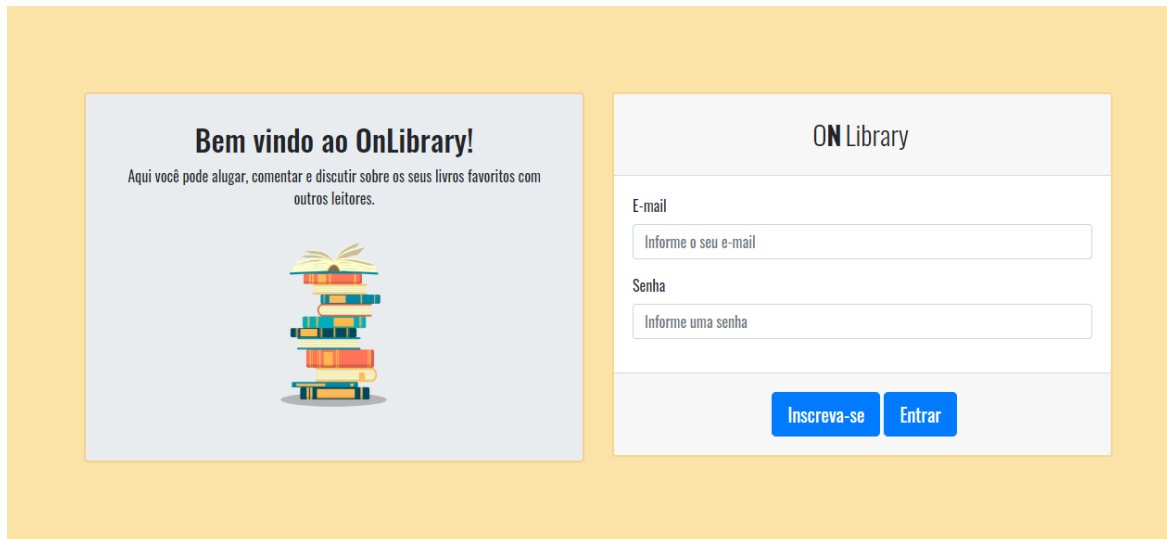 Bem vindo ao OnLibrary!
Aqui você pode alugar, comentar e discutir sobre os seus livros favoritos com
outros leitores.
ON Library
E-mail
Informe o seu e-mail
Senha
Informe uma senha
Inscreva-se
Entrar